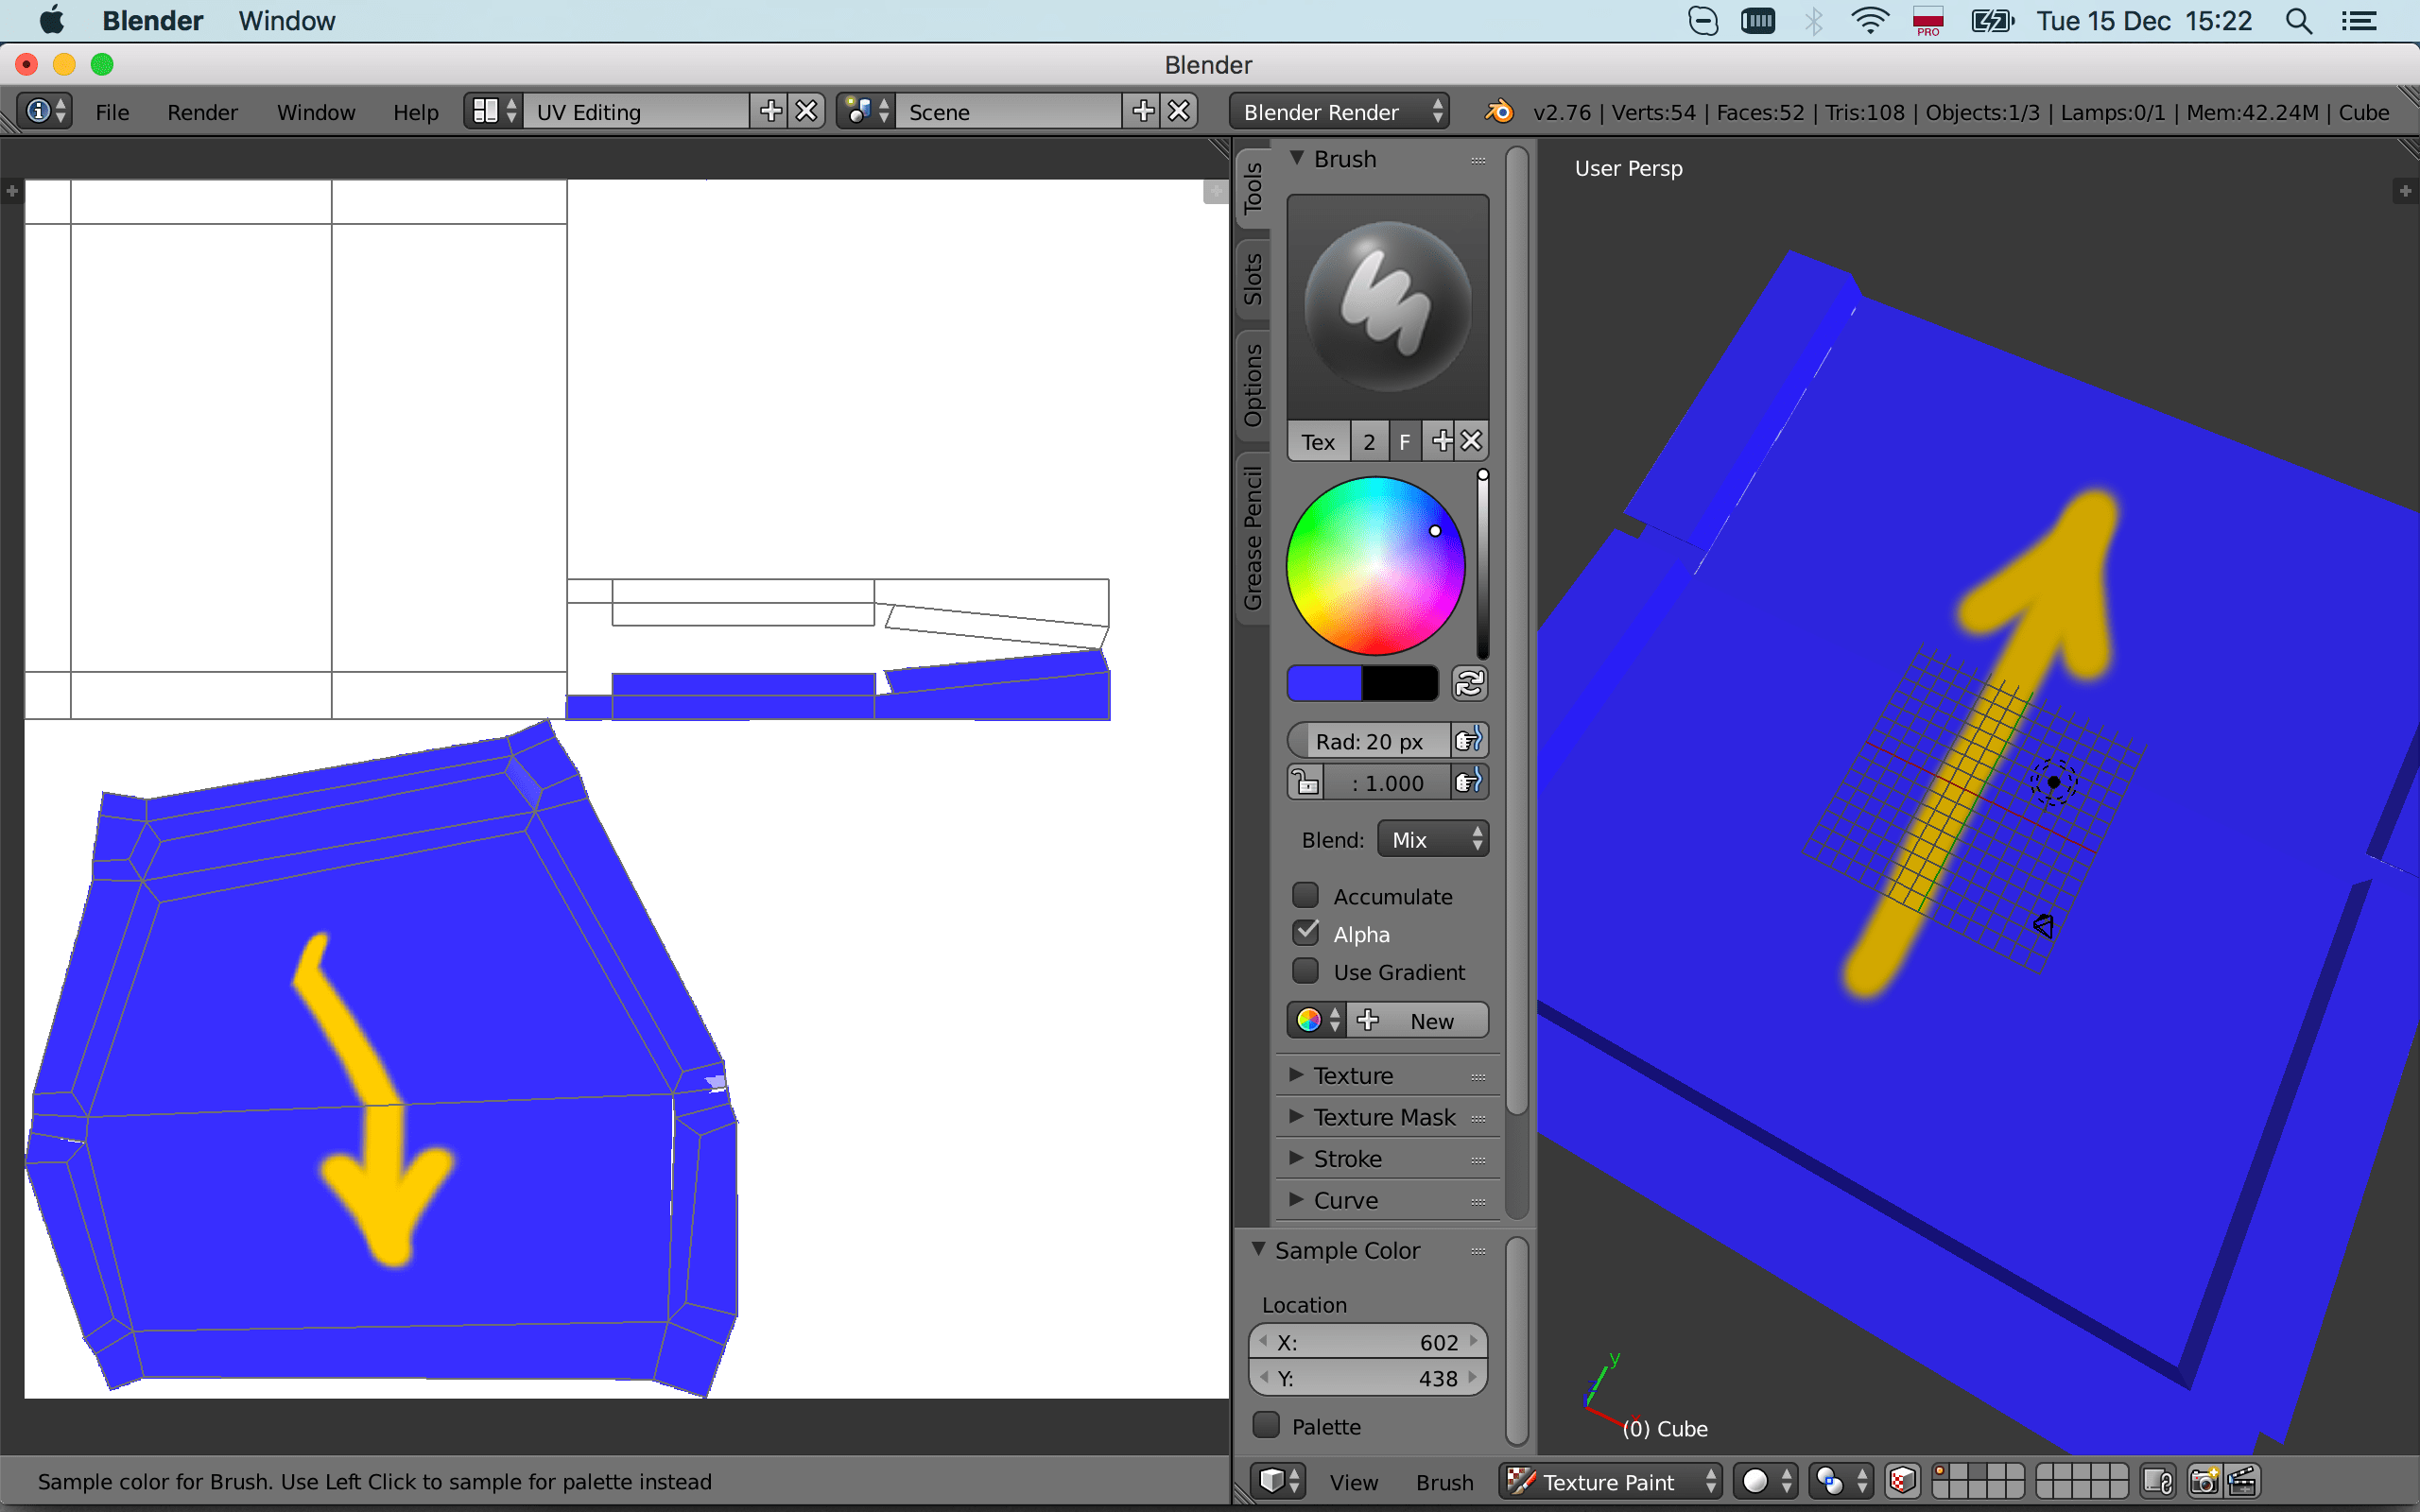 Blender Window PRO Tue 15 Dec 15:22
Blender
File Render Window Help UV Editing Scene Blender Render v2.76 | Verts:54 | Faces:52 | Tris:108 | Objects:1/3 | Lamps:0/1 | Mem:42.24M | Cube
Tools
Slots
Options
Grease Pencil
Brush
Tex 2 F
Rad: 20 px
: 1.000
Blend: Mix
Accumulate
Alpha
Use Gradient
New
Texture
Texture Mask
Stroke
Curve
Sample Color
Location
X: 602
Y: 438
Palette
User Persp
y
(0) Cube
Sample color for Brush. Use Left Click to sample for palette instead
View Brush Texture Paint